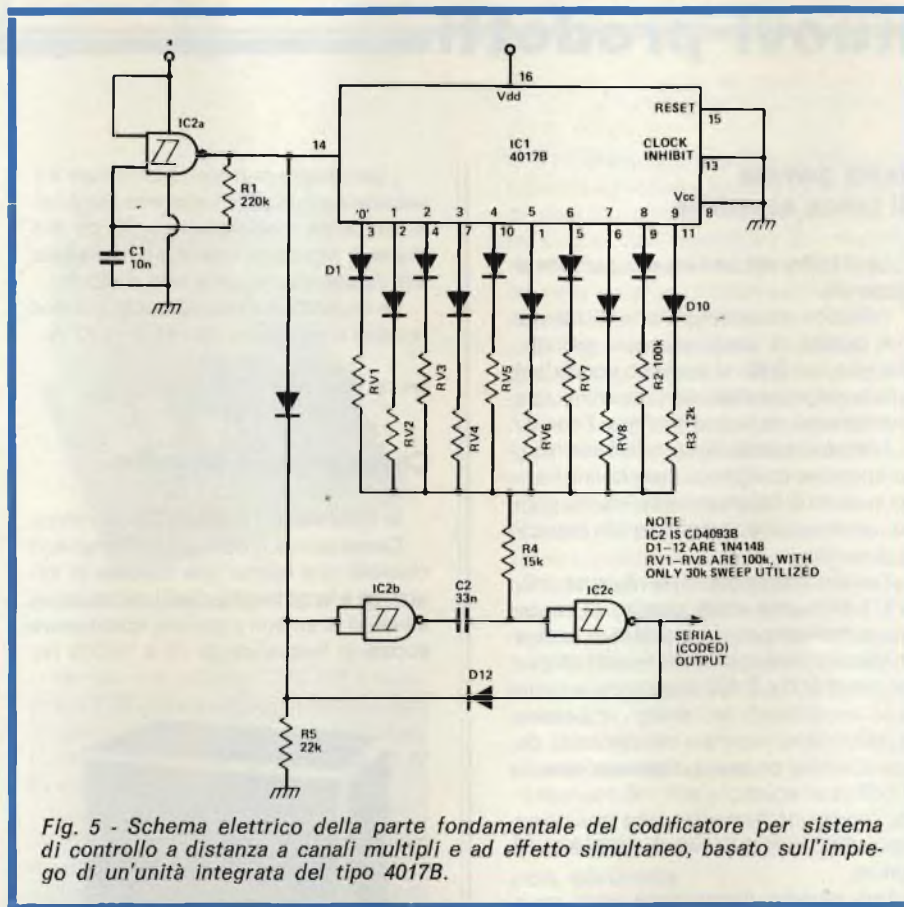 nuovi prodotti
16
Vdd
IC2a
RESET
15
14
IC1
4017B
CLOCK
INHIBIT
13
R1
220k
Vcc
8
C1
10n
'0'
1
2
3
4
5
6
7
8
9
3
2
4
7
10
1
5
6
9
11
D1
D10
RV1
RV2
RV3
RV4
RV5
RV6
RV7
RV8
R2 100k
R3 12k
NOTE
IC2 IS CD4093B
D1–12 ARE 1N4148
RV1–RV8 ARE 100k, WITH
ONLY 30k SWEEP UTILIZED
R4
15k
IC2b
C2
33n
IC2c
SERIAL
(CODED)
OUTPUT
D12
R5
22k
Fig. 5 - Schema elettrico della parte fondamentale del codificatore per sistema
di controllo a distanza a canali multipli e ad effetto simultaneo, basato sull'impie-
go di un'unità integrata del tipo 4017B.